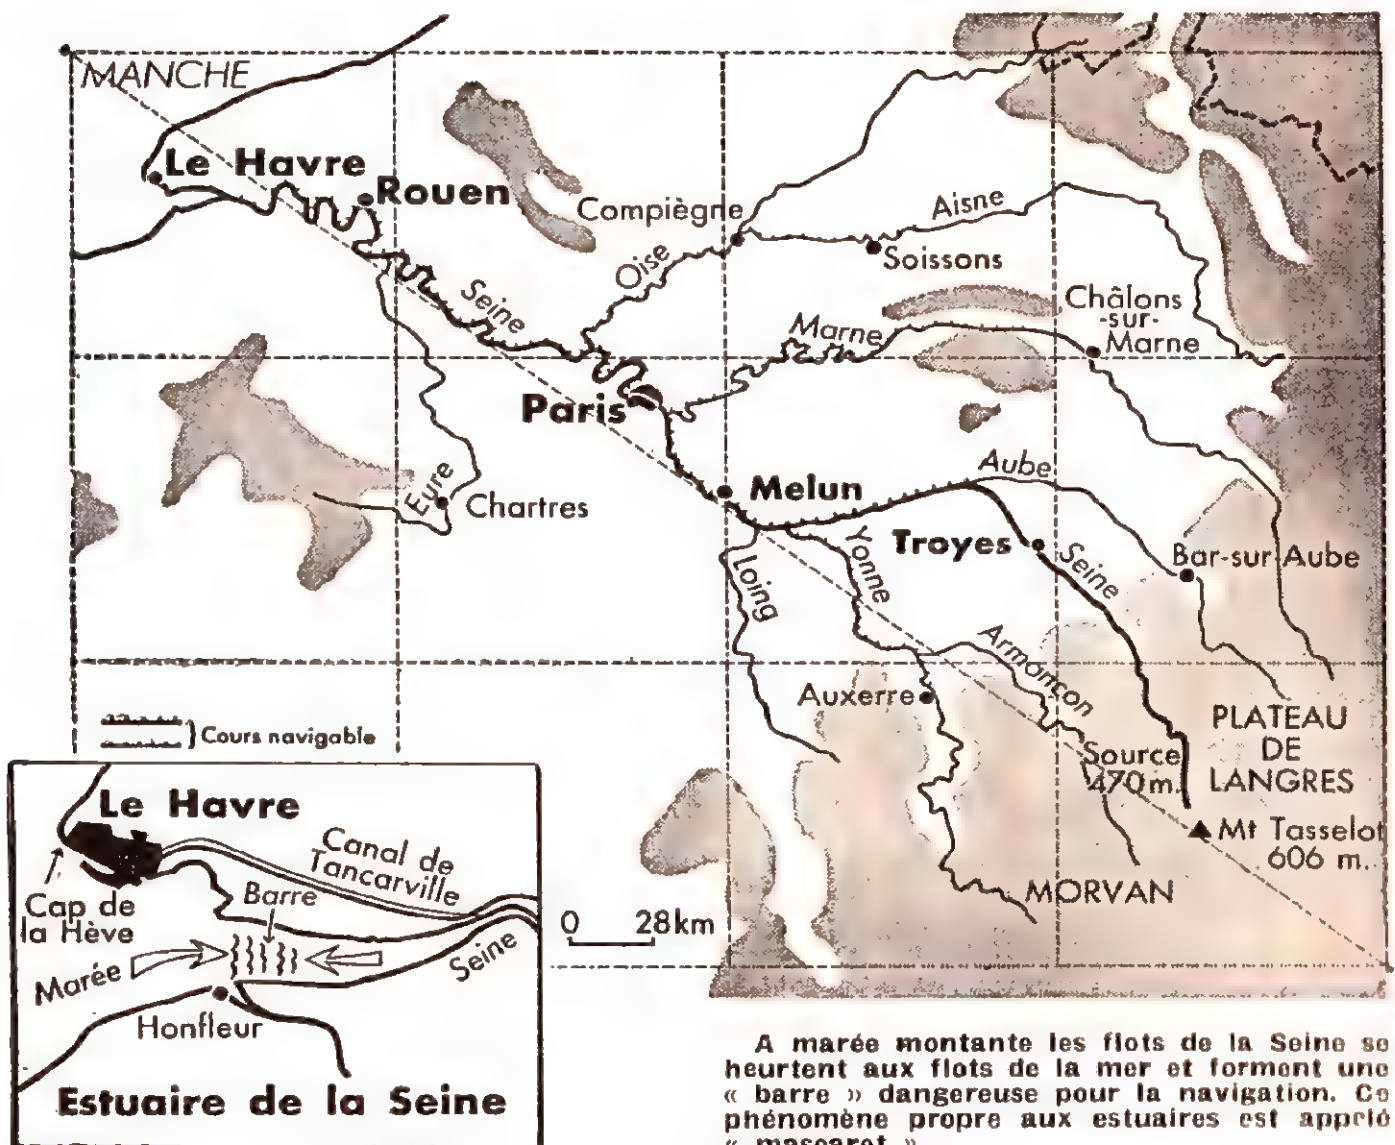 MANCHE
Le Havre
Rouen
Compiègne
Aisne
Soissons
Oise
Seine
Châlons
-sur-
Marne
Marne
Paris
Eure
Chartres
Melun
Aube
Troyes
Seine
Bar-sur-Aube
Yonne
Loing
Armançon
Auxerre
Cours navigable
PLATEAU
DE
LANGRES
Source
470m.
Mt Tasselot
606 m.
MORVAN
0 28km
Le Havre
Canal de
Tancarville
Barre
Cap de
la Hève
Marée
Seine
Honfleur
Estuaire de la Seine
A marée montante les flots de la Seine se
heurtent aux flots de la mer et forment une
« barre » dangereuse pour la navigation. Ce
phénomène propre aux estuaires est appelé
« mascaret »